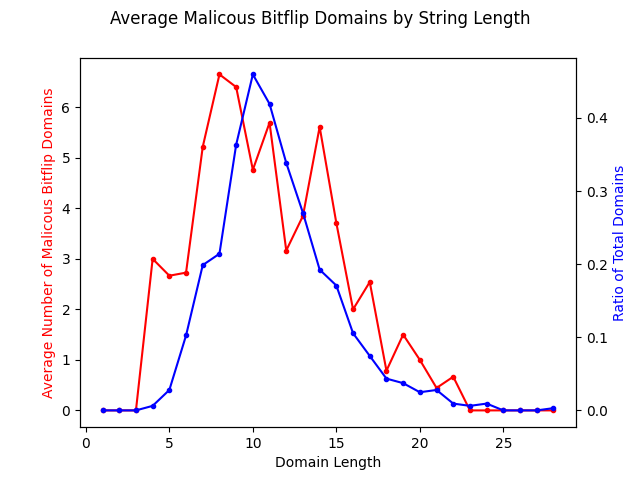 Average Malicous Bitflip Domains by String Length
Average Number of Malicous Bitflip Domains
6
5
4
3
2
1
0
0.4
0.3
0.2
0.1
0.0
Ratio of Total Domains
0 5 10 15 20 25
Domain Length